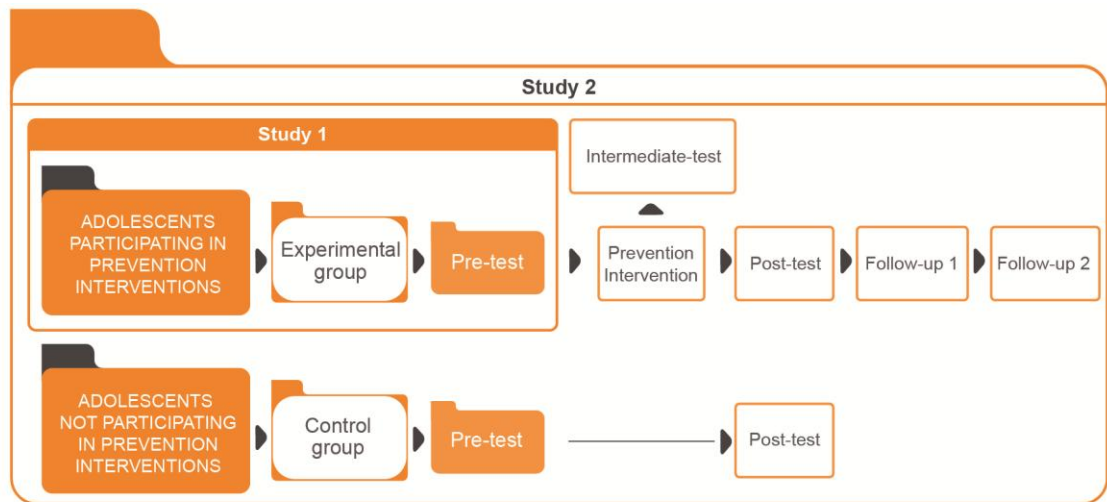 Study 2
Study 1
Intermediate-test
ADOLESCENTS
PARTICIPATING IN
PREVENTION
INTERVENTIONS
Experimental
group
Pre-test
Prevention
Intervention
Post-test
Follow-up 1
Follow-up 2
ADOLESCENTS
NOT PARTICIPATING
IN PREVENTION
INTERVENTIONS
Control
group
Pre-test
Post-test